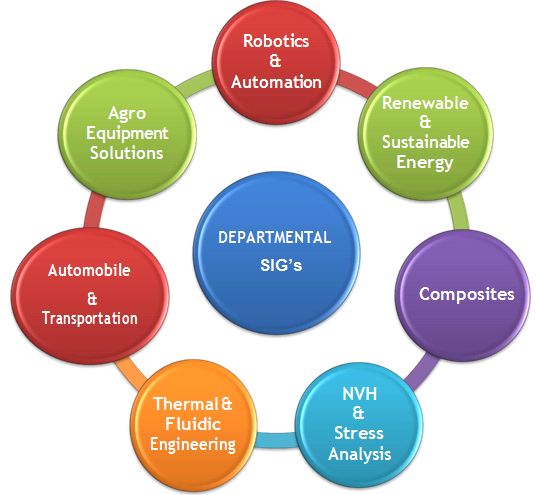 Robotics
&
Automation
Renewable
&
Sustainable
Energy
Composites
NVH
&
Stress
Analysis
Thermal &
Fluidic
Engineering
Automobile
&
Transportation
Agro
Equipment
Solutions
DEPARTMENTAL
SIG's